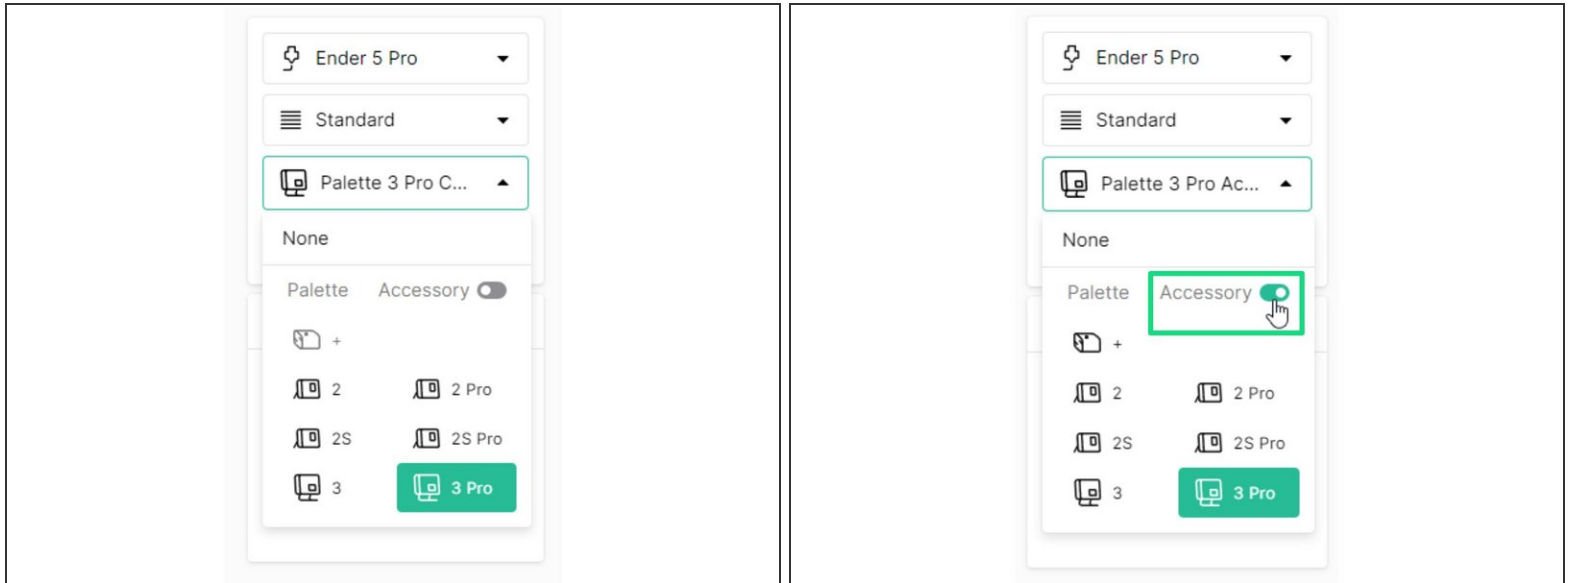 Ender 5 Pro
Standard
Palette 3 Pro C...
None
Palette Accessory
+
2 2 Pro
2S 2S Pro
3 3 Pro
Ender 5 Pro
Standard
Palette 3 Pro Ac...
None
Palette Accessory
+
2 2 Pro
2S 2S Pro
3 3 Pro